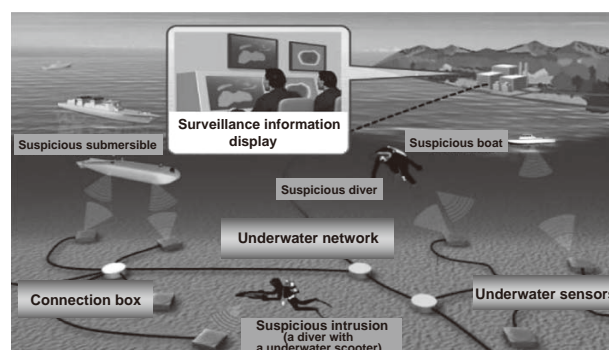 Surveillance information
display
Suspicious submersible
Suspicious boat
Suspicious diver
Underwater network
Connection box
Underwater sensors
Suspicious intrusion
(a diver with
a underwater scooter)